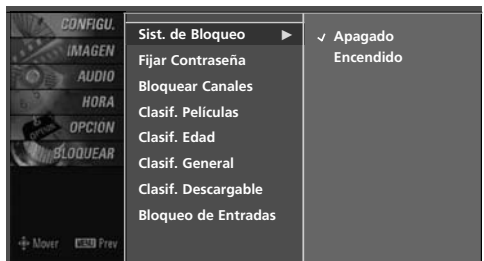 CONFIGU.
IMAGEN
AUDIO
HORA
OPCION
BLOQUEAR
Mover MENU Prev
Sist. de Bloqueo ▶
Fijar Contraseña
Bloquear Canales
Clasif. Películas
Clasif. Edad
Clasif. General
Clasif. Descargable
Bloqueo de Entradas
✓ Apagado
Encendido